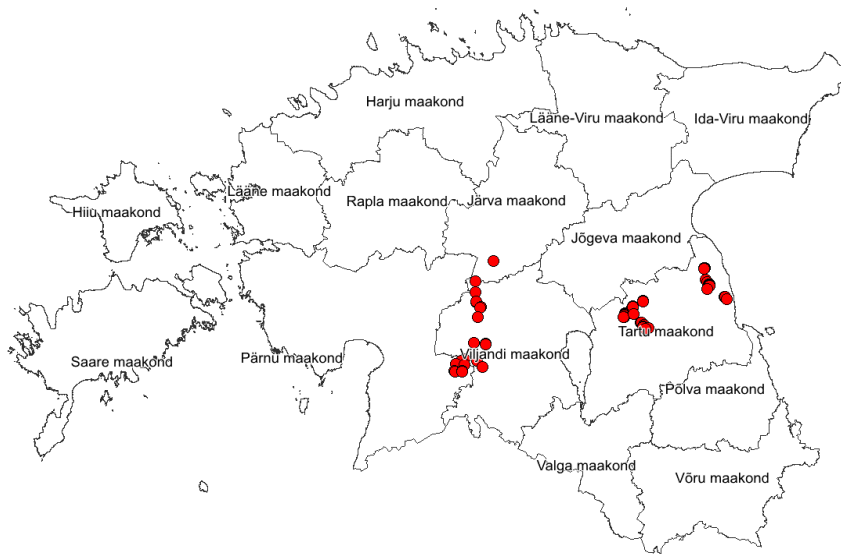 Harju maakond
Lääne-Viru maakond
Ida-Viru maakond
Lääne maakond
Rapla maakond
Järva maakond
Hiiu maakond
Jõgeva maakond
Tartu maakond
Viljandi maakond
Pärnu maakond
Saare maakond
Põlva maakond
Valga maakond
Võru maakond